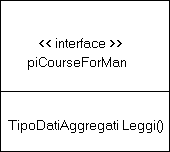 << interface >>
piCourseForMan
TipoDatiAggregati Leggi()